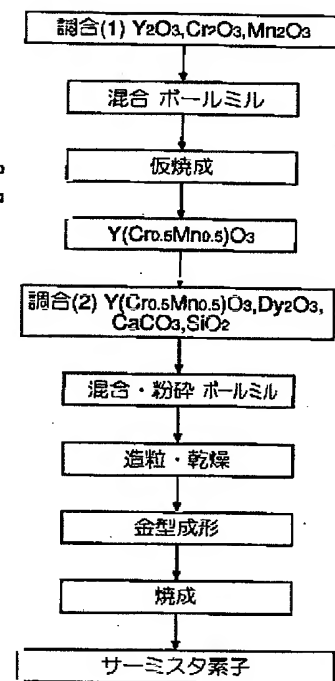 調合(1) Y₂O₃,Cr₂O₃,Mn₂O₃
混合 ボールミル
仮焼成
Y(Cr₀.₅Mn₀.₅)O₃
調合(2) Y(Cr₀.₅Mn₀.₅)O₃,Dy₂O₃,
CaCO₃,SiO₂
混合・粉砕 ボールミル
造粒・乾燥
金型成形
焼成
サーミスタ素子